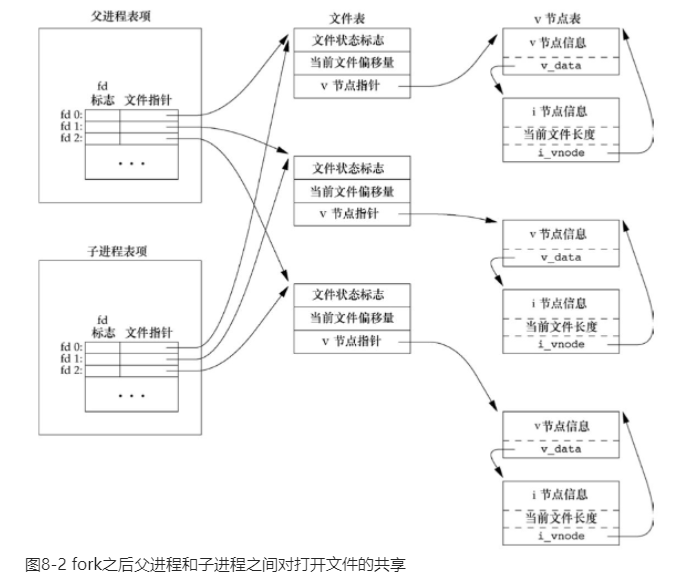 父进程表项
fd
标志 文件指针
fd 0:
fd 1:
fd 2:
...
子进程表项
fd
标志 文件指针
fd 0:
fd 1:
fd 2:
...
文件表
文件状态标志
当前文件偏移量
v 节点指针
文件状态标志
当前文件偏移量
v 节点指针
文件状态标志
当前文件偏移量
v 节点指针
v 节点表
v 节点信息
v_data
i 节点信息
当前文件长度
i_vnode
v 节点信息
v_data
i 节点信息
当前文件长度
i_vnode
v 节点信息
v_data
i 节点信息
当前文件长度
i_vnode
图8-2 fork之后父进程和子进程之间对打开文件的共享